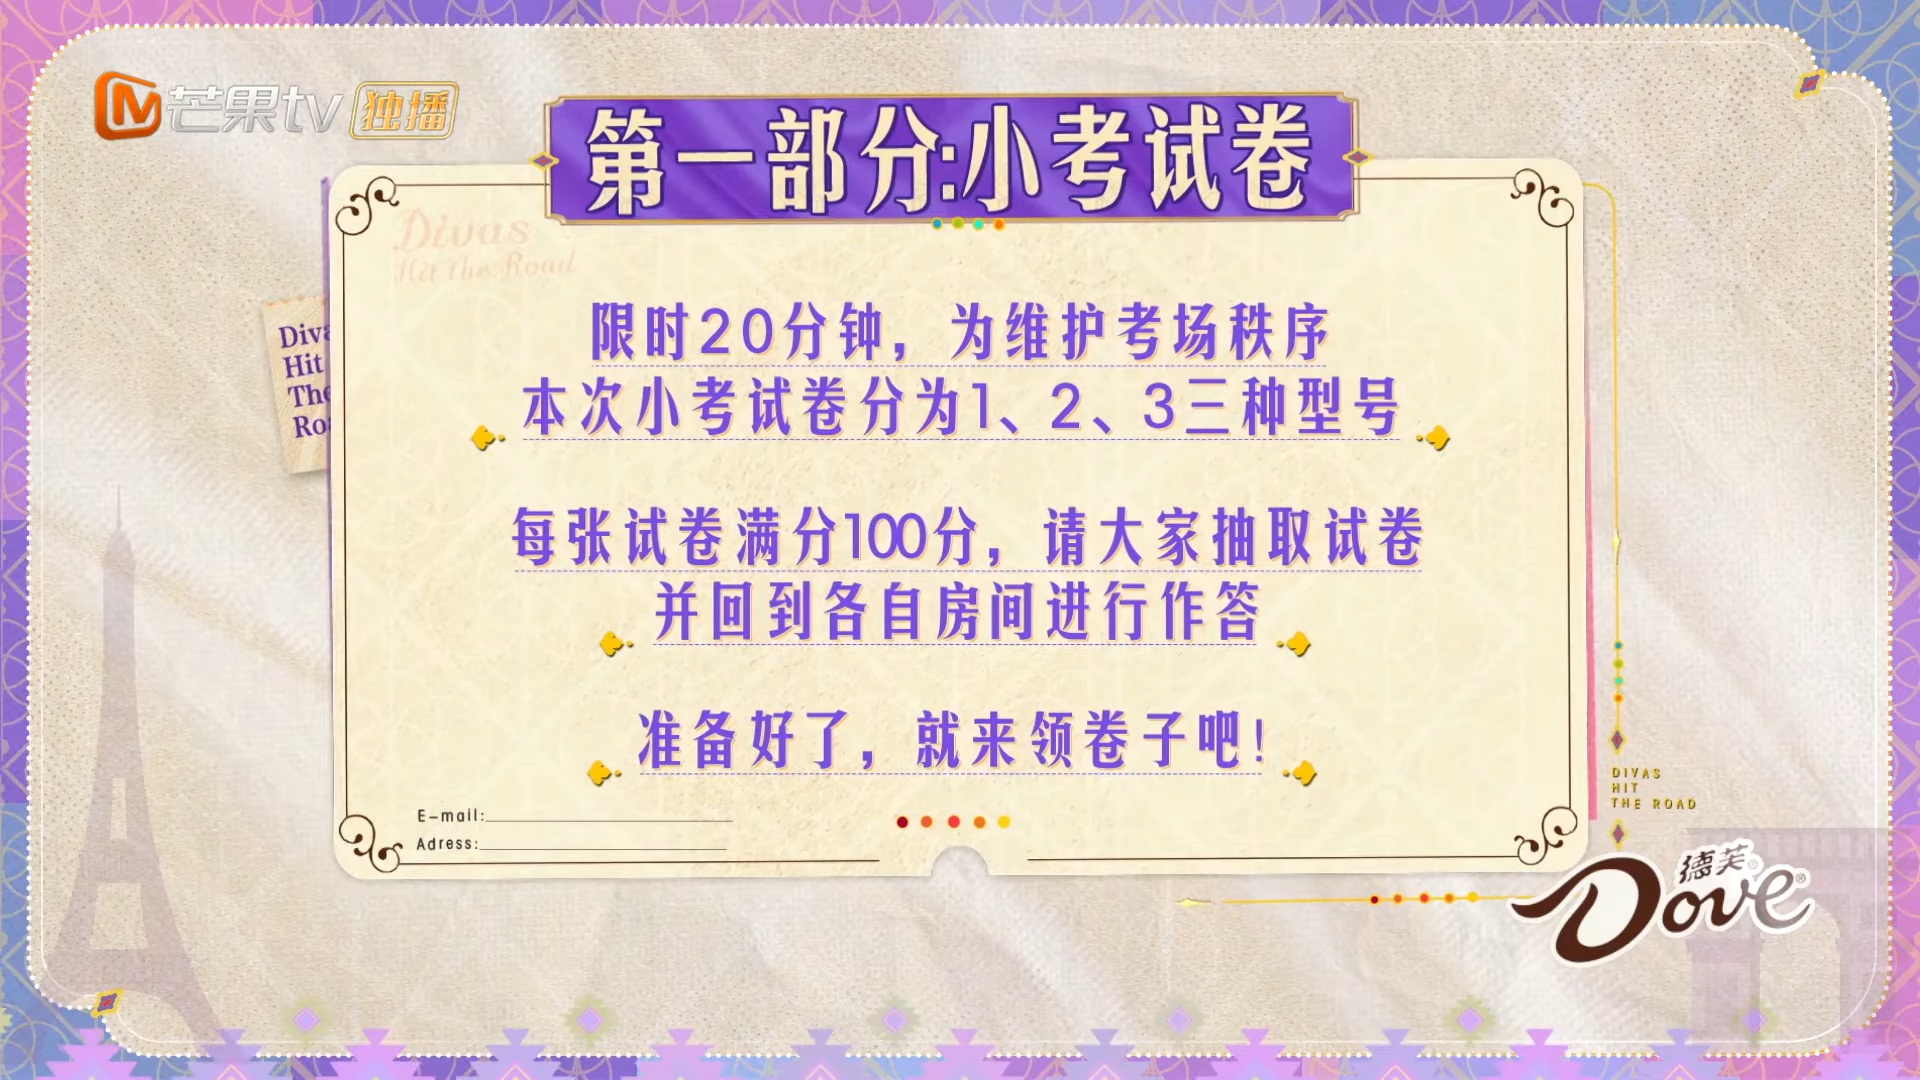 芒果tv 独播
第一部分:小考试卷
Divas
Hit the Road
Hit
限时20分钟，为维护考场秩序
本次小考试卷分为1、2、3三种型号
每张试卷满分100分，请大家抽取试卷
并回到各自房间进行作答
准备好了，就来领卷子吧！
E-mail:
Adress:
DIVAS
HIT
THE ROAD
德芙
Dove